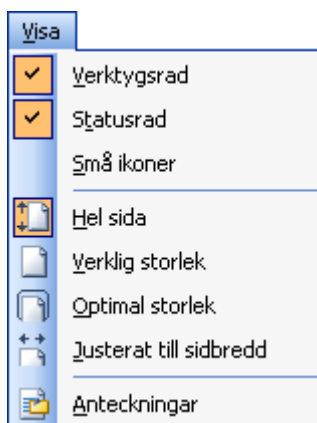 Visa
Verktygsrad
Statusrad
Små ikoner
Hel sida
Verklig storlek
Optimal storlek
Justerat till sidbredd
Anteckningar